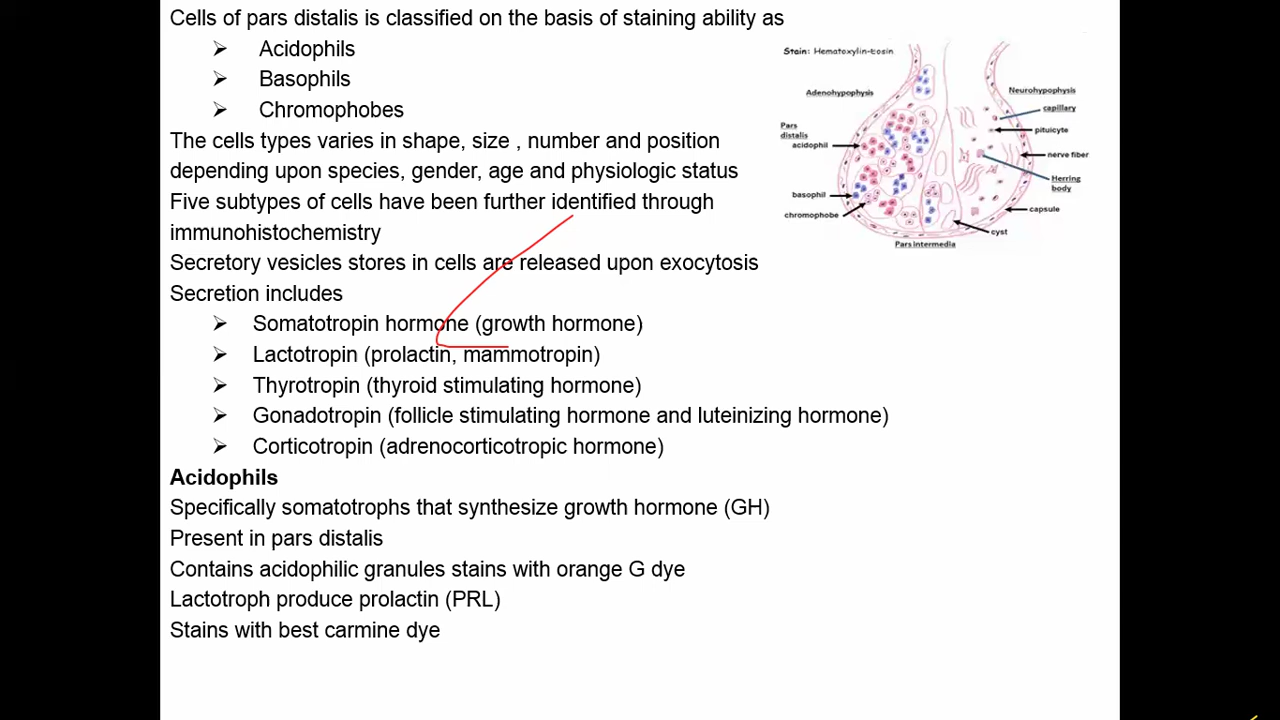 Cells of pars distalis is classified on the basis of staining ability as
➢ Acidophils
➢ Basophils
➢ Chromophobes
The cells types varies in shape, size , number and position
depending upon species, gender, age and physiologic status
Five subtypes of cells have been further identified through
immunohistochemistry
Secretory vesicles stores in cells are released upon exocytosis
Secretion includes
➢ Somatotropin hormone (growth hormone)
➢ Lactotropin (prolactin, mammotropin)
➢ Thyrotropin (thyroid stimulating hormone)
➢ Gonadotropin (follicle stimulating hormone and luteinizing hormone)
➢ Corticotropin (adrenocorticotropic hormone)
Acidophils
Specifically somatotrophs that synthesize growth hormone (GH)
Present in pars distalis
Contains acidophilic granules stains with orange G dye
Lactotroph produce prolactin (PRL)
Stains with best carmine dye
Stain: Hematoxylin-Eosin
Adenohypophysis
Pars
distalis
acidophil
basophil
chromophobe
Neurohypophysis
capillary
pituicyte
nerve fiber
Herring
body
capsule
cyst
Pars Intermedia